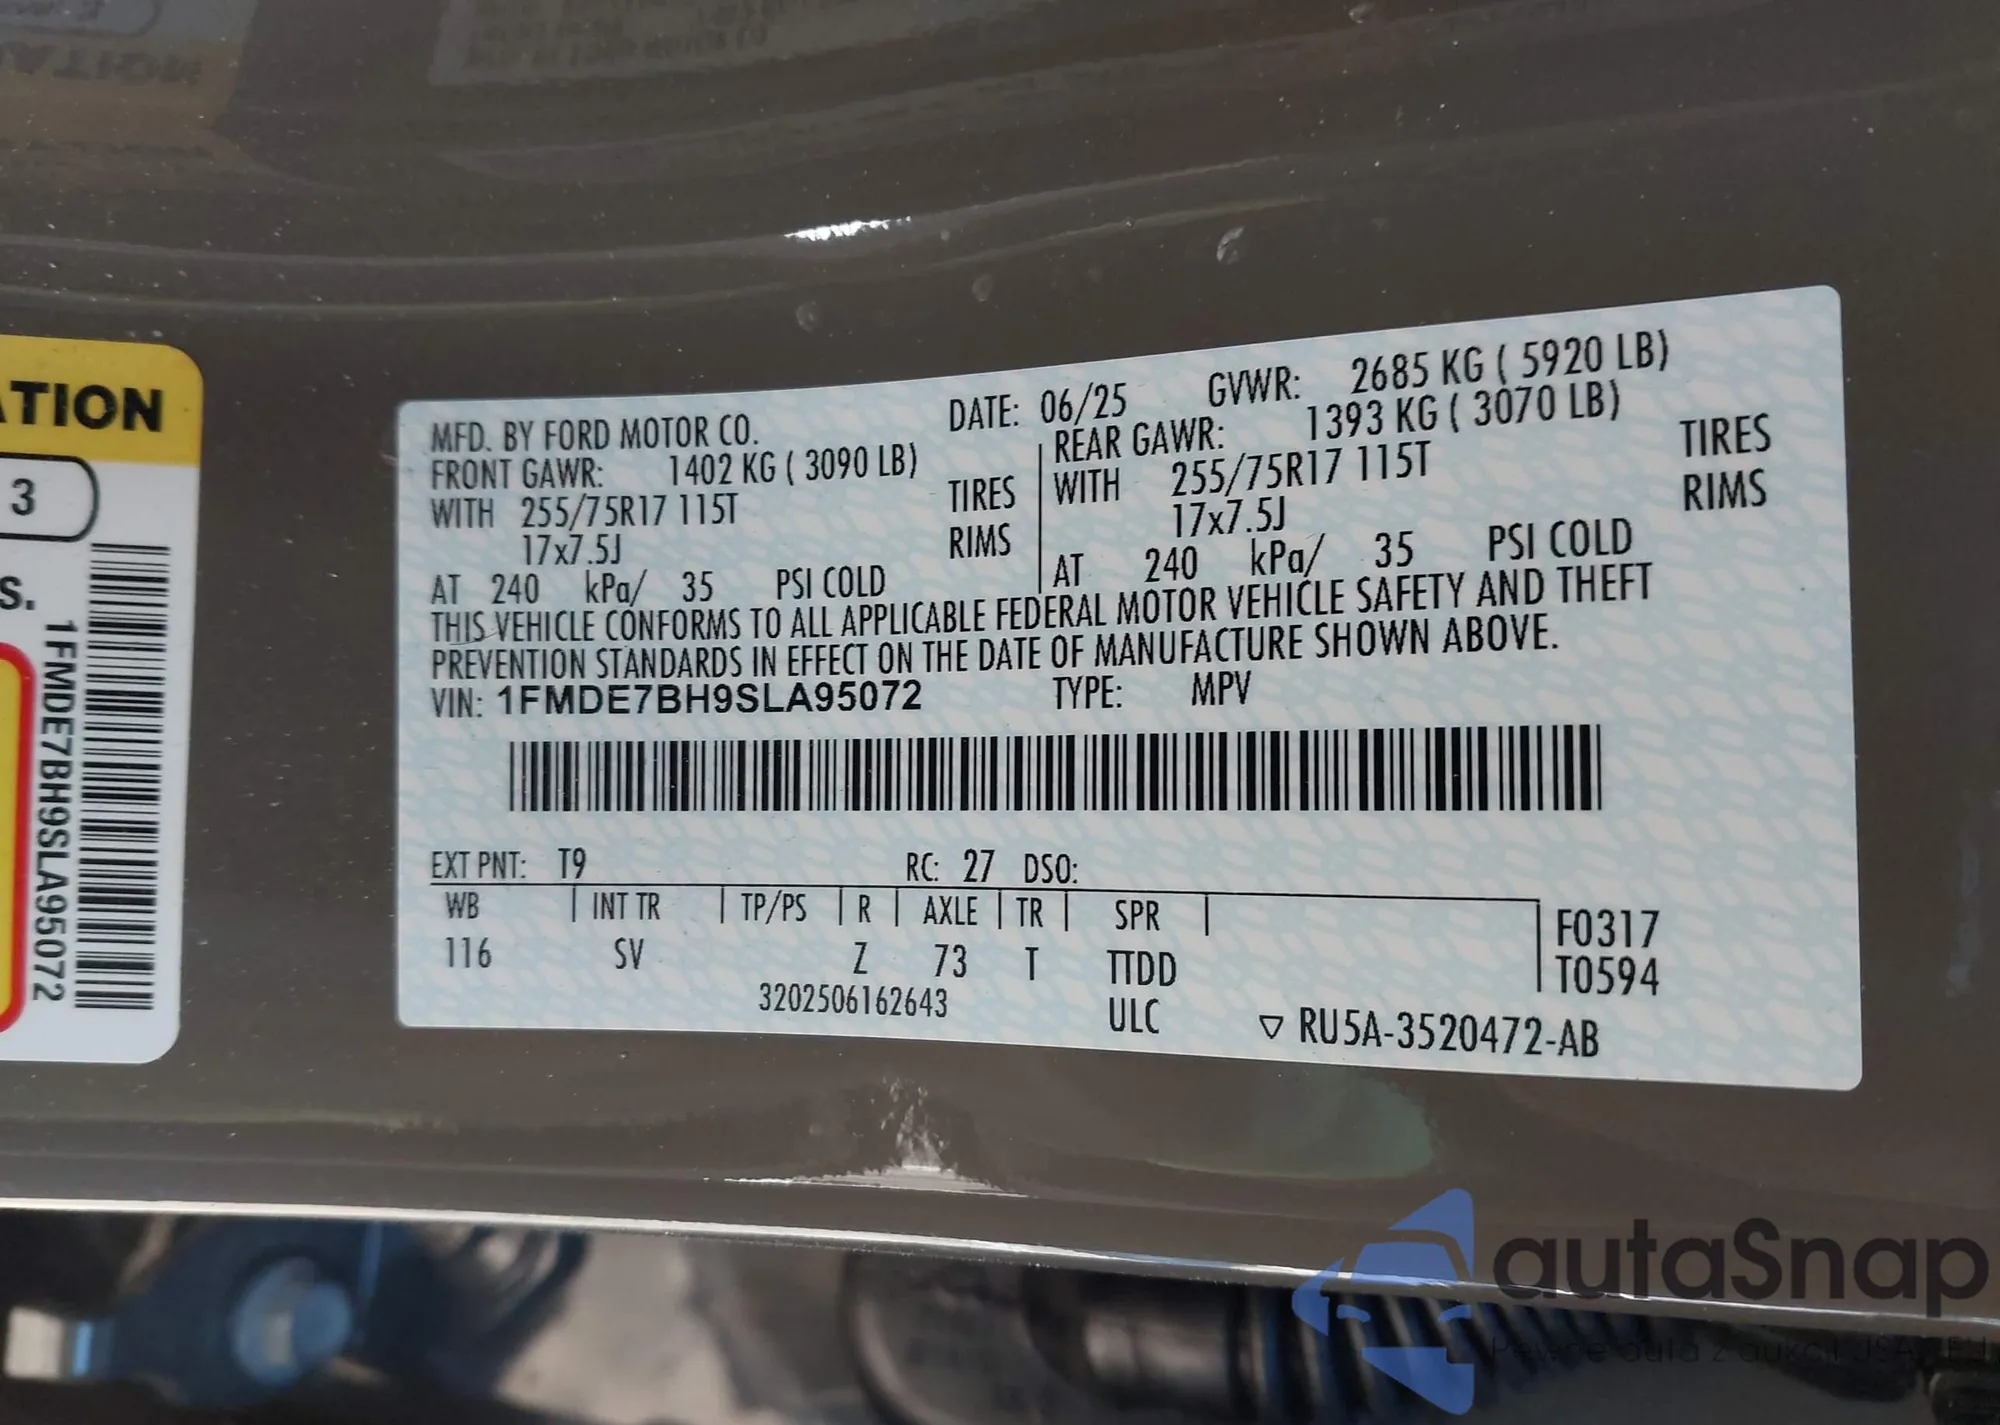 ATION
3
S.
1FMDE7BH9SLA95072
MFD. BY FORD MOTOR CO.
DATE: 06/25
GVWR: 2685 KG ( 5920 LB)
FRONT GAWR: 1402 KG ( 3090 LB)
REAR GAWR: 1393 KG ( 3070 LB)
WITH 255/75R17 115T TIRES
WITH 255/75R17 115T TIRES
17x7.5J RIMS
17x7.5J RIMS
AT 240 kPa/ 35 PSI COLD
AT 240 kPa/ 35 PSI COLD
THIS VEHICLE CONFORMS TO ALL APPLICABLE FEDERAL MOTOR VEHICLE SAFETY AND THEFT
PREVENTION STANDARDS IN EFFECT ON THE DATE OF MANUFACTURE SHOWN ABOVE.
VIN: 1FMDE7BH9SLA95072 TYPE: MPV
EXT PNT: T9 RC: 27 DSO:
WB INT TR TP/PS R AXLE TR SPR
F0317
116 SV Z 73 T TTDD
T0594
3202506162643 ULC ▽ RU5A-3520472-AB
autaSnap
Pewne auta z aukcji USA